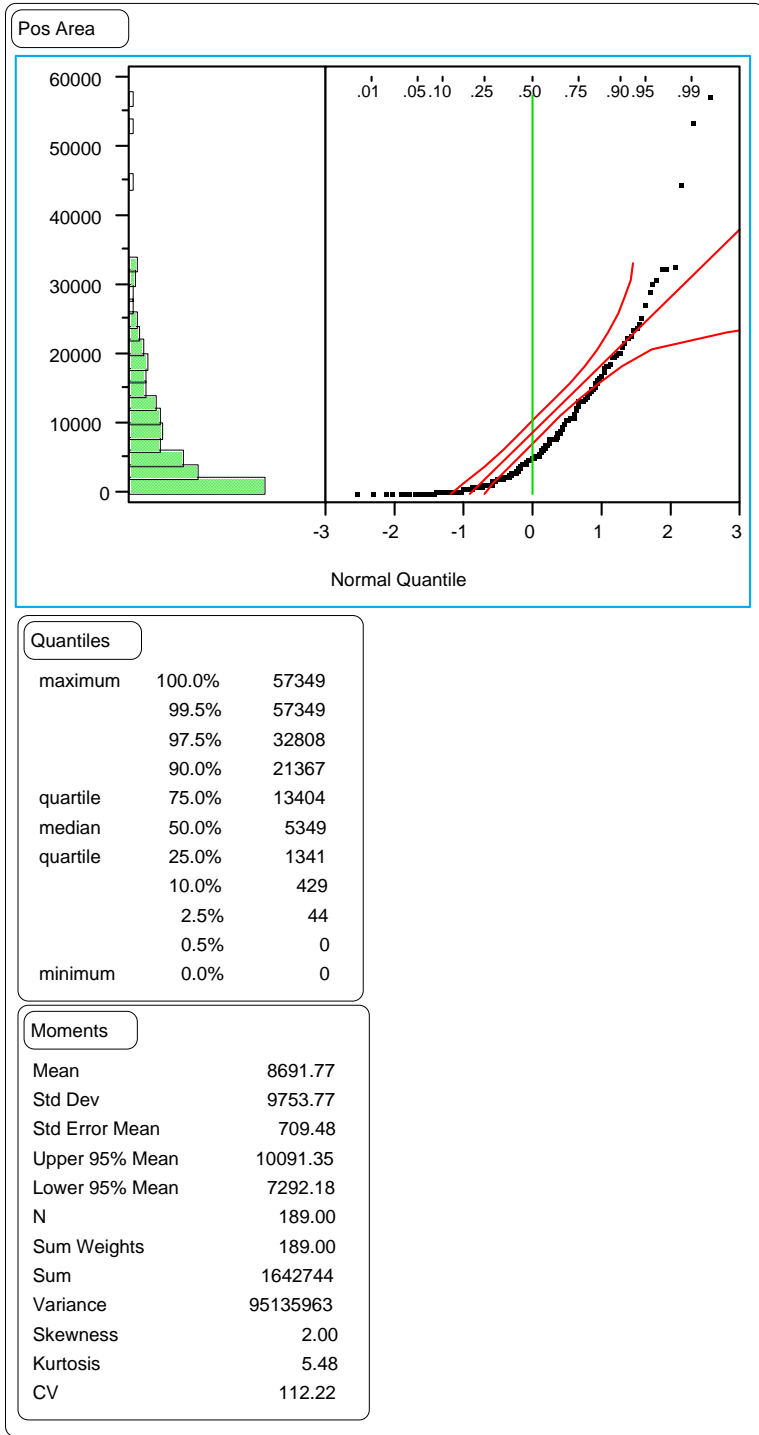 Pos Area
60000
50000
40000
30000
20000
10000
0
.01 .05 .10 .25 .50 .75 .90 .95 .99
-3 -2 -1 0 1 2 3
Normal Quantile
Quantiles
maximum 100.0% 57349
99.5% 57349
97.5% 32808
90.0% 21367
quartile 75.0% 13404
median 50.0% 5349
quartile 25.0% 1341
10.0% 429
2.5% 44
0.5% 0
minimum 0.0% 0
Moments
Mean 8691.77
Std Dev 9753.77
Std Error Mean 709.48
Upper 95% Mean 10091.35
Lower 95% Mean 7292.18
N 189.00
Sum Weights 189.00
Sum 1642744
Variance 95135963
Skewness 2.00
Kurtosis 5.48
CV 112.22